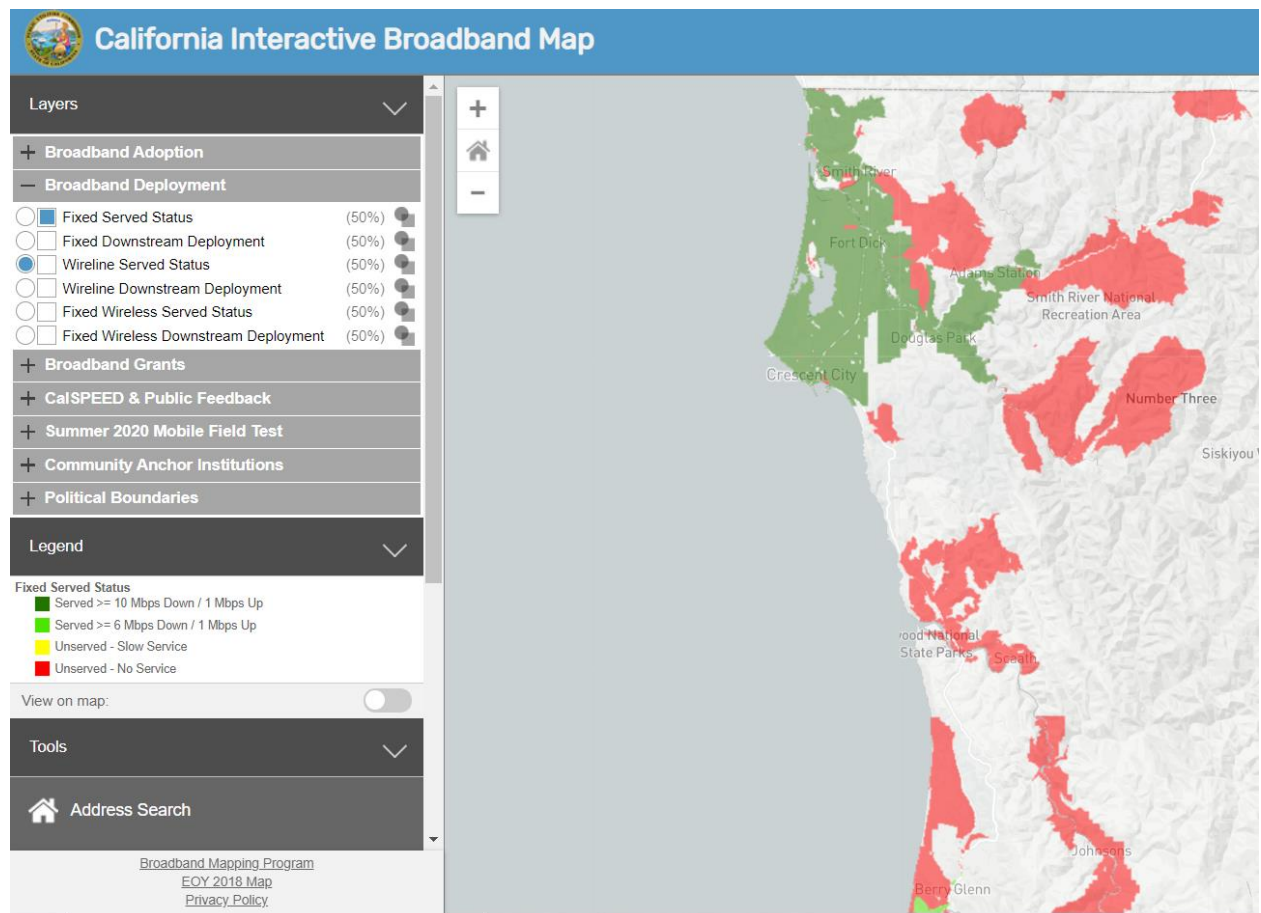 California Interactive Broadband Map
Layers
Broadband Adoption
Broadband Deployment
Fixed Served Status (50%)
Fixed Downstream Deployment (50%)
Wireline Served Status (50%)
Wireline Downstream Deployment (50%)
Fixed Wireless Served Status (50%)
Fixed Wireless Downstream Deployment (50%)
Broadband Grants
CalSPEED & Public Feedback
Summer 2020 Mobile Field Test
Community Anchor Institutions
Political Boundaries
Legend
Fixed Served Status
Served >= 10 Mbps Down / 1 Mbps Up
Served >= 6 Mbps Down / 1 Mbps Up
Unserved - Slow Service
Unserved - No Service
View on map:
Tools
Address Search
Broadband Mapping Program
EOY 2018 Map
Privacy Policy
Smith River
Fort Dick
Adams Station
Smith River National
Recreation Area
Douglas Park
Crescent City
Number Three
Siskiyou
ood National
State Parks
Scaath
Johnsons
Berry Glenn